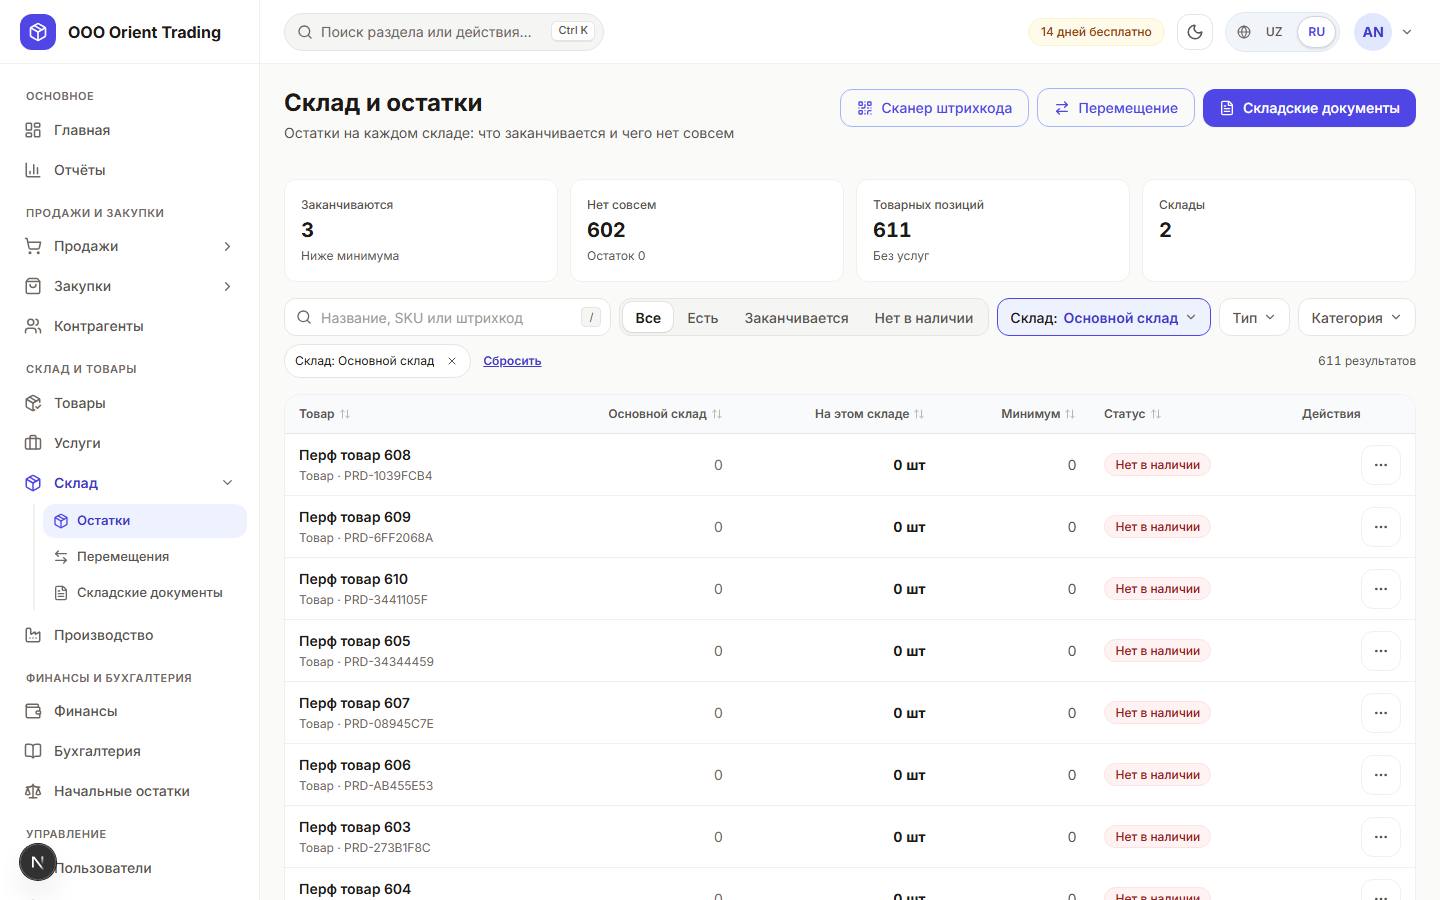 ООО Orient Trading
Поиск раздела или действия...
Ctrl K
14 дней бесплатно
UZ
RU
AN
ОСНОВНОЕ
Главная
Отчёты
ПРОДАЖИ И ЗАКУПКИ
Продажи
Закупки
Контрагенты
СКЛАД И ТОВАРЫ
Товары
Услуги
Склад
Остатки
Перемещения
Складские документы
Производство
ФИНАНСЫ И БУХГАЛТЕРИЯ
Финансы
Бухгалтерия
Начальные остатки
УПРАВЛЕНИЕ
N
Пользователи
Склад и остатки
Остатки на каждом складе: что заканчивается и чего нет совсем
Сканер штрихкода
Перемещение
Складские документы
Заканчиваются
3
Ниже минимума
Нет совсем
602
Остаток 0
Товарных позиций
611
Без услуг
Склады
2
Название, SKU или штрихкод
/
Все
Есть
Заканчивается
Нет в наличии
Склад: Основной склад
Тип
Категория
Склад: Основной склад
Сбросить
611 результатов
Товар Основной склад На этом складе Минимум Статус Действия
Перф товар 608
Товар · PRD-1039FCB4
0 0 шт 0 Нет в наличии
Перф товар 609
Товар · PRD-6FF2068A
0 0 шт 0 Нет в наличии
Перф товар 610
Товар · PRD-3441105F
0 0 шт 0 Нет в наличии
Перф товар 605
Товар · PRD-34344459
0 0 шт 0 Нет в наличии
Перф товар 607
Товар · PRD-08945C7E
0 0 шт 0 Нет в наличии
Перф товар 606
Товар · PRD-AB455E53
0 0 шт 0 Нет в наличии
Перф товар 603
Товар · PRD-273B1F8C
0 0 шт 0 Нет в наличии
Перф товар 604
0 0 шт 0 Нет в наличии